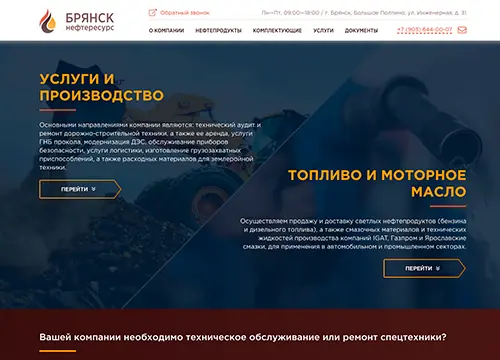 БРЯНСК
нефтересурс
Обратный звонок
Пн—Пт, 09:00—18:00 / г. Брянск, Большое Полпино, ул. Инженерная, д. 31
О КОМПАНИИ НЕФТЕПРОДУКТЫ КОМПЛЕКТУЮЩИЕ УСЛУГИ ДОКУМЕНТЫ
+7 (903) 644-00-07
УСЛУГИ И
ПРОИЗВОДСТВО
Основными направлениями компании являются: технический аудит и
ремонт дорожно-строительной техники, а также ее аренда, услуги
ГНБ прокола, модернизация ДЭС, обслуживание приборов
безопасности, услуги логистики, изготовление грузозахватных
приспособлений, а также расходных материалов для землеройной
техники.
ПЕРЕЙТИ
ТОПЛИВО И МОТОРНОЕ
МАСЛО
Осуществляем продажу и доставку светлых нефтепродуктов (бензина
и дизельного топлива), а также смазочных материалов и технических
жидкостей производства компаний IGAT, Газпром и Ярославские
смазки, для применения в автомобильном и промышленном секторах.
ПЕРЕЙТИ
Вашей компании необходимо техническое обслуживание или ремонт спецтехники?